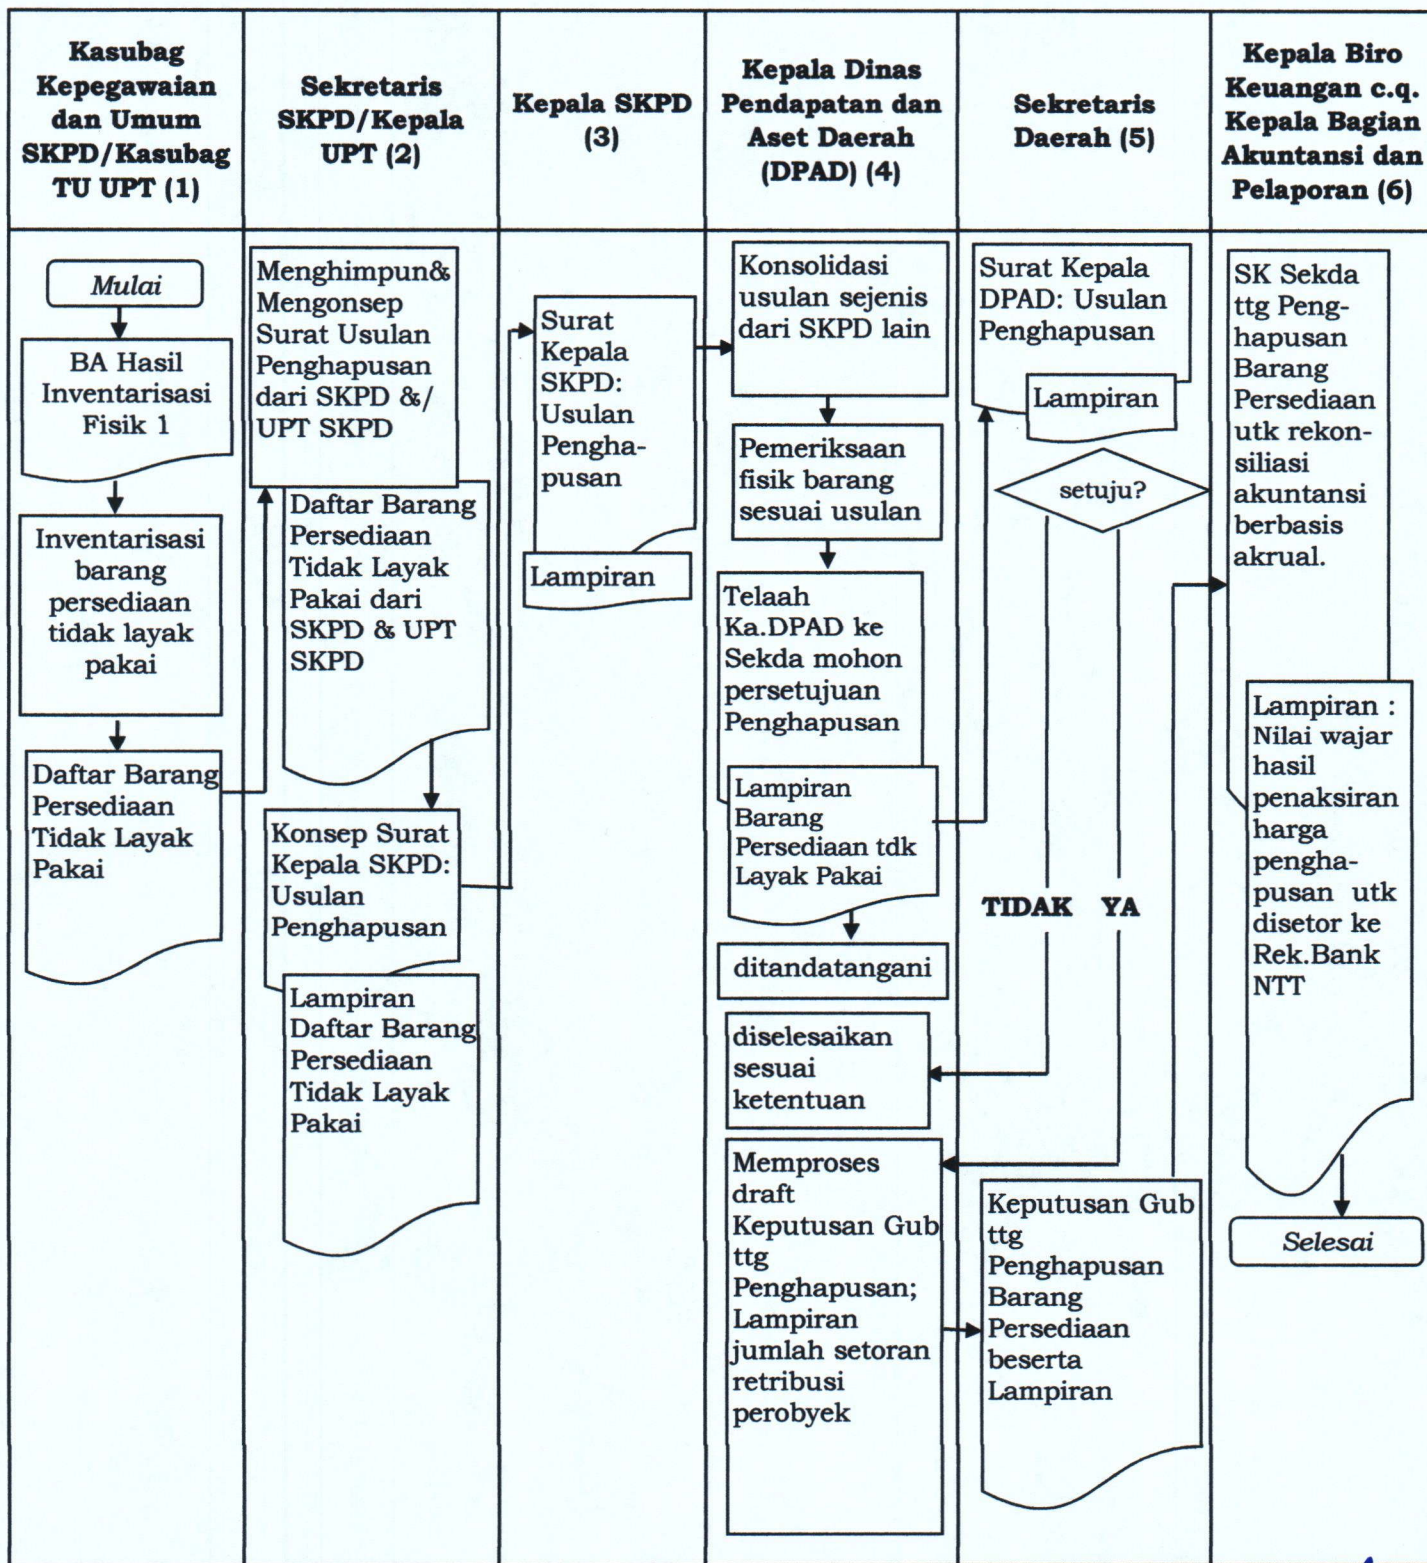 Kasubag
Kepegawaian
dan Umum
SKPD/Kasubag
TU UPT (1)
Sekretaris
SKPD/Kepala
UPT (2)
Kepala SKPD
(3)
Kepala Dinas
Pendapatan dan
Aset Daerah
(DPAD) (4)
Sekretaris
Daerah (5)
Kepala Biro
Keuangan c.q.
Kepala Bagian
Akuntansi dan
Pelaporan (6)
Mulai
BA Hasil
Inventarisasi
Fisik 1
Inventarisasi
barang
persediaan
tidak layak
pakai
Daftar Barang
Persediaan
Tidak Layak
Pakai
Menghimpun&
Mengonsep
Surat Usulan
Penghapusan
dari SKPD &/
UPT SKPD
Daftar Barang
Persediaan
Tidak Layak
Pakai dari
SKPD & UPT
SKPD
Konsep Surat
Kepala SKPD:
Usulan
Penghapusan
Lampiran
Daftar Barang
Persediaan
Tidak Layak
Pakai
Surat
Kepala
SKPD:
Usulan
Pengha-
pusan
Lampiran
Konsolidasi
usulan sejenis
dari SKPD lain
Pemeriksaan
fisik barang
sesuai usulan
Telaah
Ka.DPAD ke
Sekda mohon
persetujuan
Penghapusan
Lampiran
Barang
Persediaan tdk
Layak Pakai
ditandatangani
diselesaikan
sesuai
ketentuan
Memproses
draft
Keputusan Gub
ttg
Penghapusan;
Lampiran
jumlah setoran
retribusi
perobyek
Surat Kepala
DPAD: Usulan
Penghapusan
Lampiran
setuju?
TIDAK YA
Keputusan Gub
ttg
Penghapusan
Barang
Persediaan
beserta
Lampiran
SK Sekda
ttg Peng-
hapusan
Barang
Persediaan
utk rekon-
siliasi
akuntansi
berbasis
akrual.
Lampiran :
Nilai wajar
hasil
penaksiran
harga
pengha-
pusan utk
disetor ke
Rek.Bank
NTT
Selesai